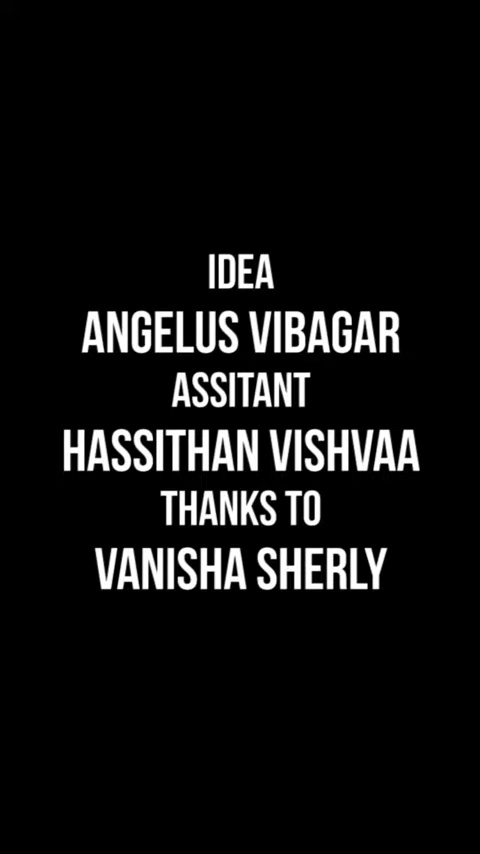 IDEA
ANGELUS VIBAGAR
ASSITANT
HASSITHAN VISHVAA
THANKS TO
VANISHA SHERLY